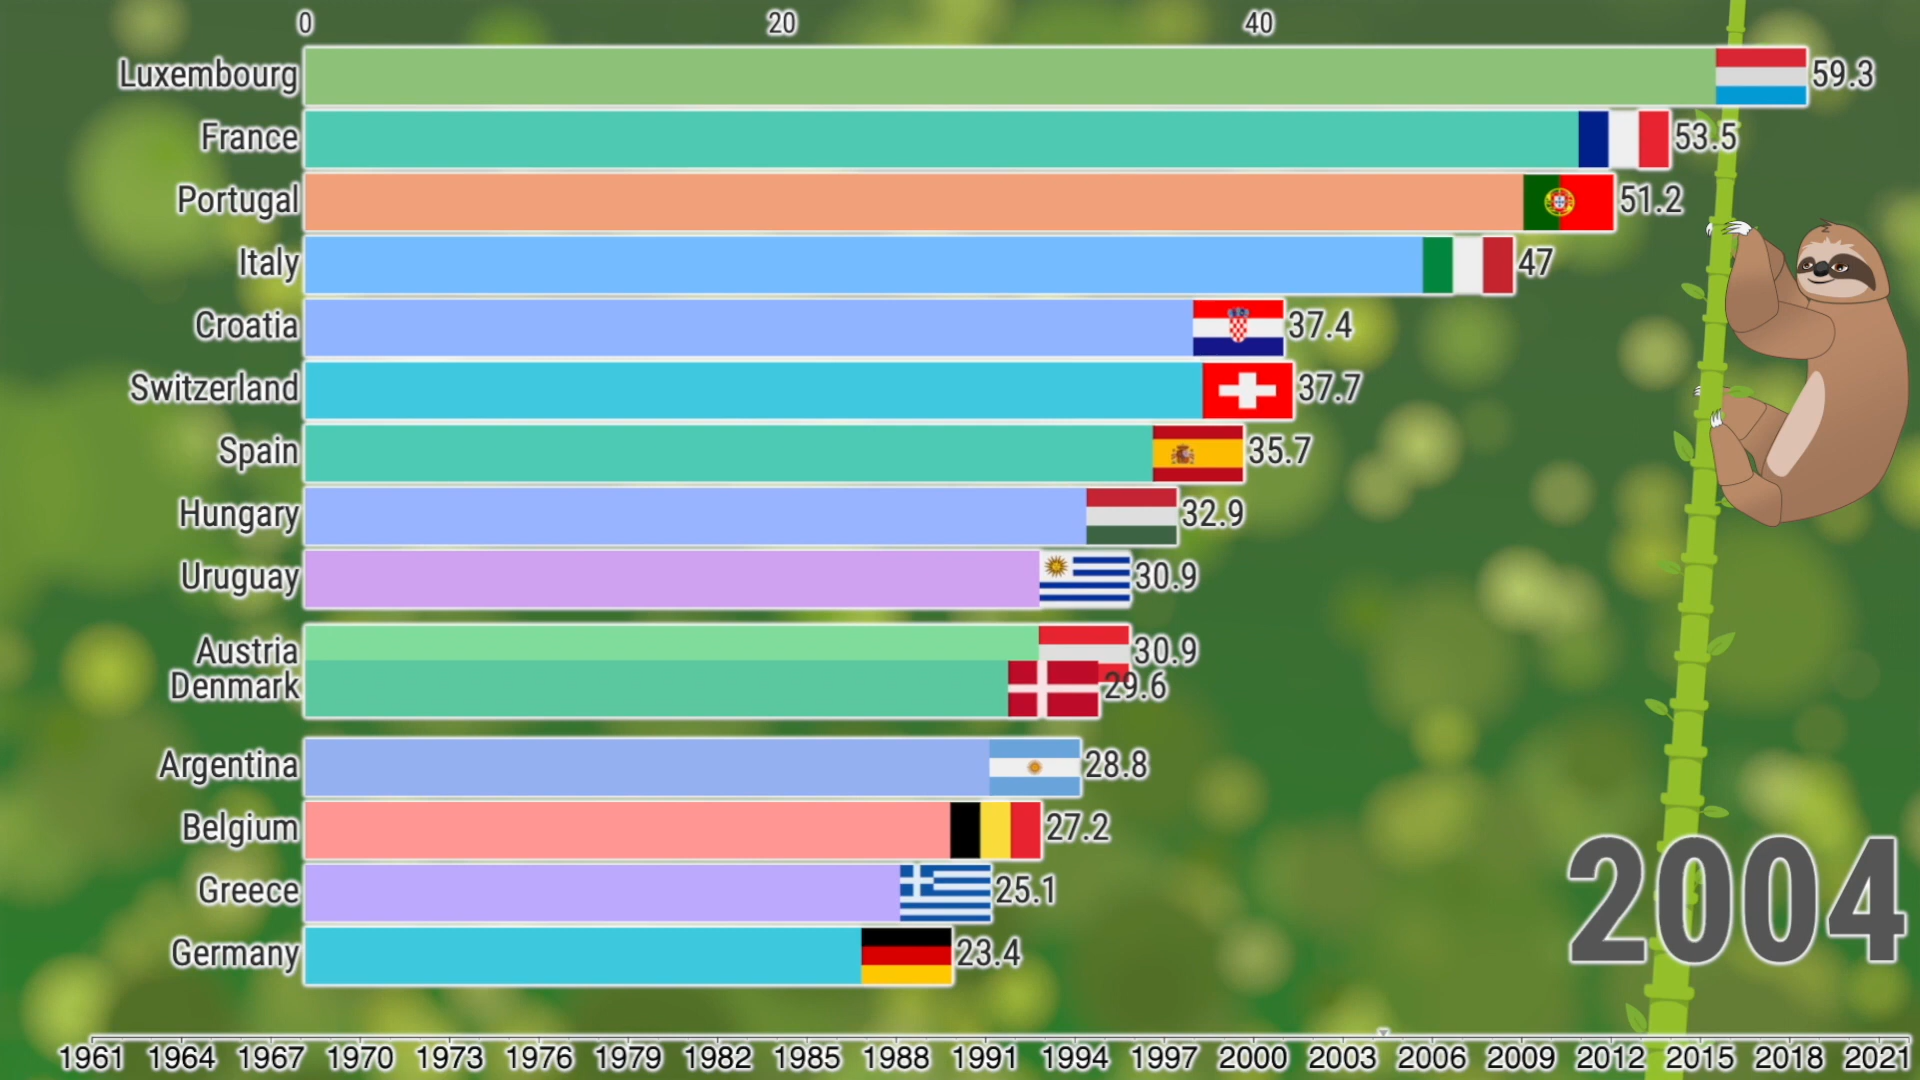 0 20 40
Luxembourg 59.3
France 53.5
Portugal 51.2
Italy 47
Croatia 37.4
Switzerland 37.7
Spain 35.7
Hungary 32.9
Uruguay 30.9
Austria 30.9
Denmark 29.6
Argentina 28.8
Belgium 27.2
Greece 25.1
Germany 23.4
2004
1961 1964 1967 1970 1973 1976 1979 1982 1985 1988 1991 1994 1997 2000 2003 2006 2009 2012 2015 2018 2021